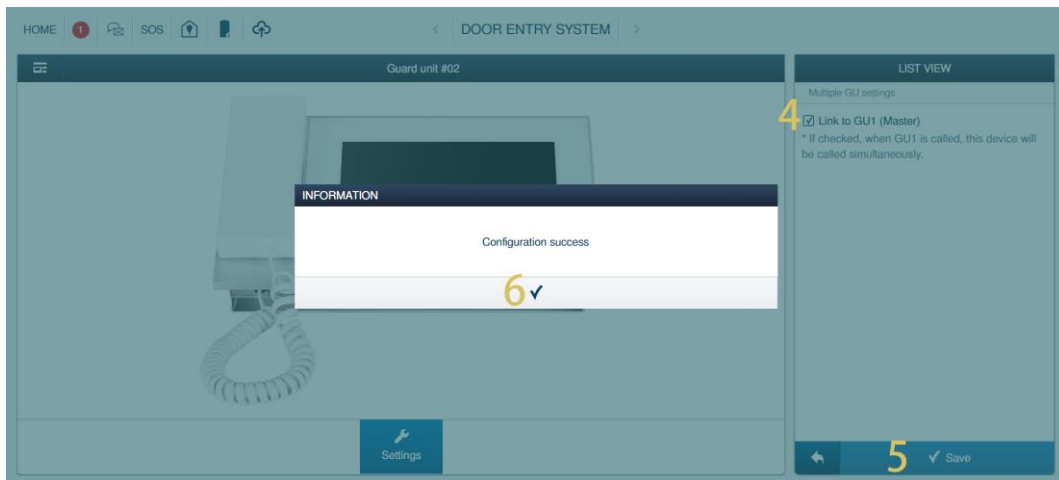 HOME 1 SOS < DOOR ENTRY SYSTEM >
Guard unit #02
LIST VIEW
Multiple GU settings
4 Link to GU1 (Master)
* If checked, when GU1 is called, this device will
be called simultaneously.
INFORMATION
Configuration success
6 ✓
Settings
5 ✓ Save